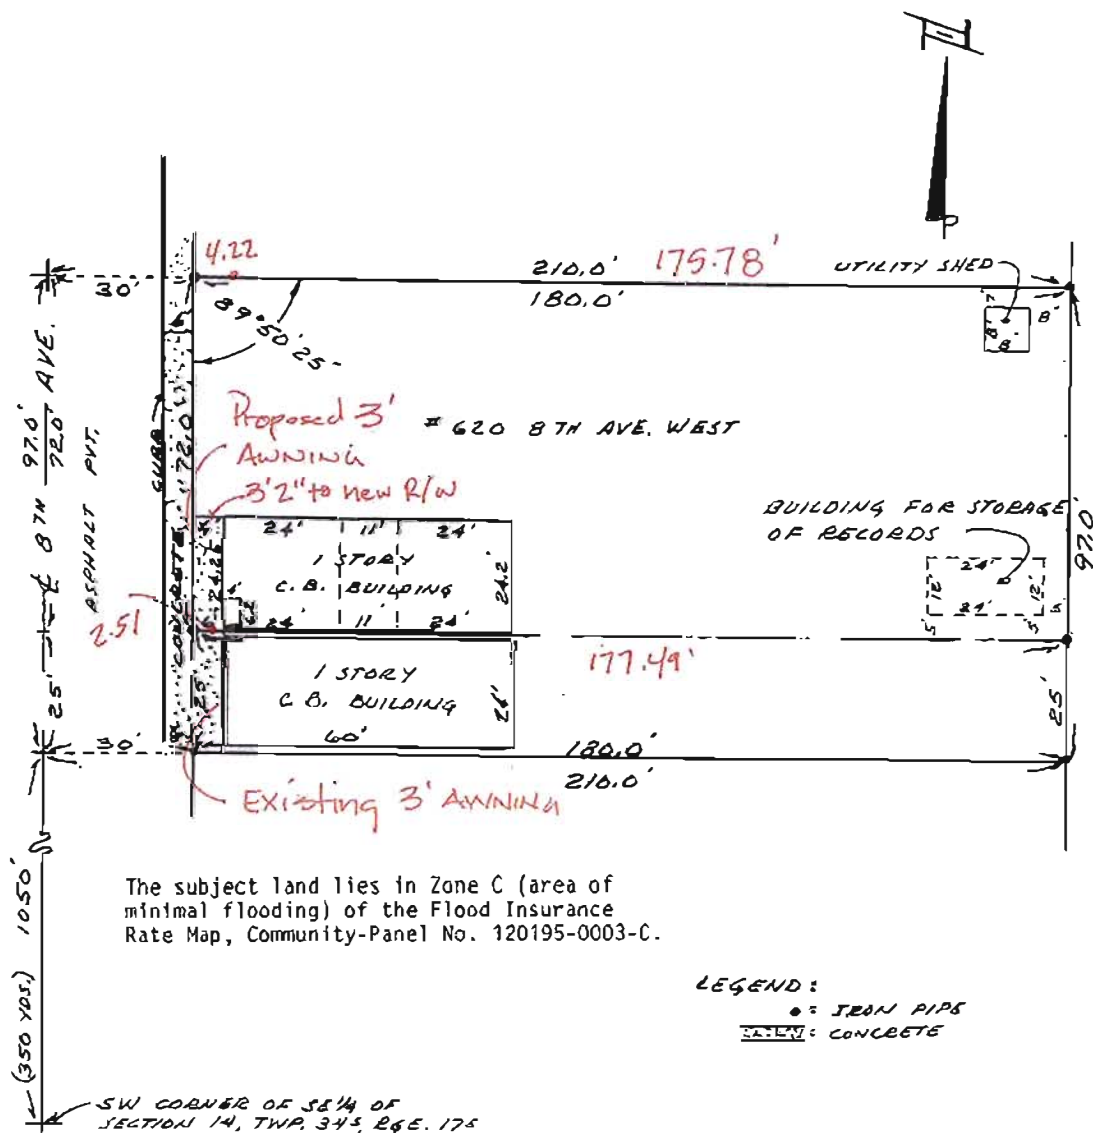 N
4.22
210.0'
175.78'
180.0'
30'
89°50'25"
UTILITY SHED
7'
8'
8'
8'
℄ 8TH AVE.
97.0'
72.0'
ASPHALT PVT.
CURB
CONCRETE
72.0'
Proposed 3'
AWNING
3'2" to new R/W
# 620 8TH AVE. WEST
BUILDING FOR STORAGE
OF RECORDS
24'
12'
12'
24'
5'
5'
97.0'
24' 11' 24'
1 STORY
C.B. BUILDING
24.2'
24' 11' 24'
4'
2.51
177.49'
1 STORY
C.B. BUILDING
60'
25'
25
25'
30'
180.0'
210.0'
Existing 3' AWNING
1050'
(350 YDS.)
The subject land lies in Zone C (area of
minimal flooding) of the Flood Insurance
Rate Map, Community-Panel No. 120195-0003-C.
LEGEND:
● = IRON PIPE
: CONCRETE
SW CORNER OF SE 1/4 OF
SECTION 14, TWP. 34S, RGE. 17E